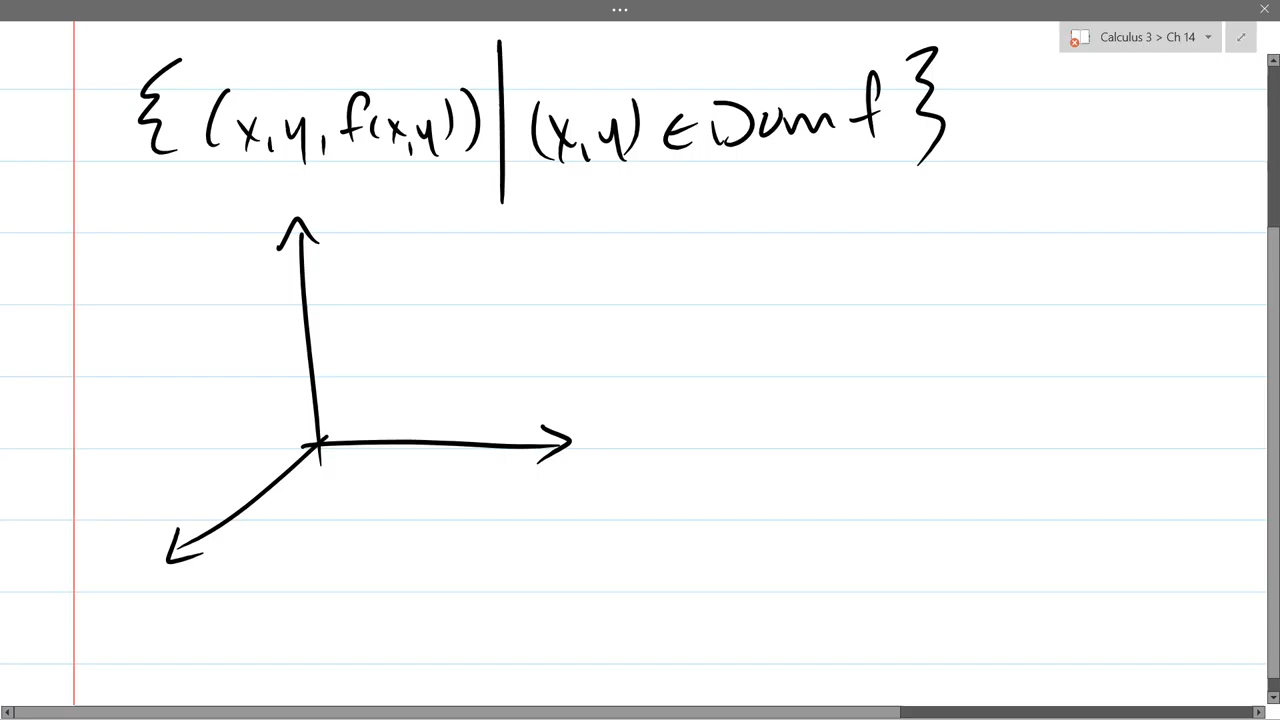 Calculus 3 > Ch 14
{ (x, y, f(x,y)) | (x, y) ∈ Dom f }